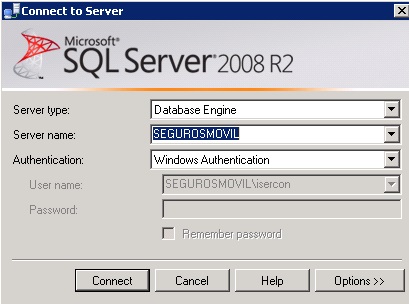 Connect to Server
Microsoft®
SQL Server® 2008 R2
Server type: Database Engine
Server name: SEGUROSMOVIL
Authentication: Windows Authentication
User name: SEGUROSMOVIL\isercon
Password:
Remember password
Connect Cancel Help Options >>